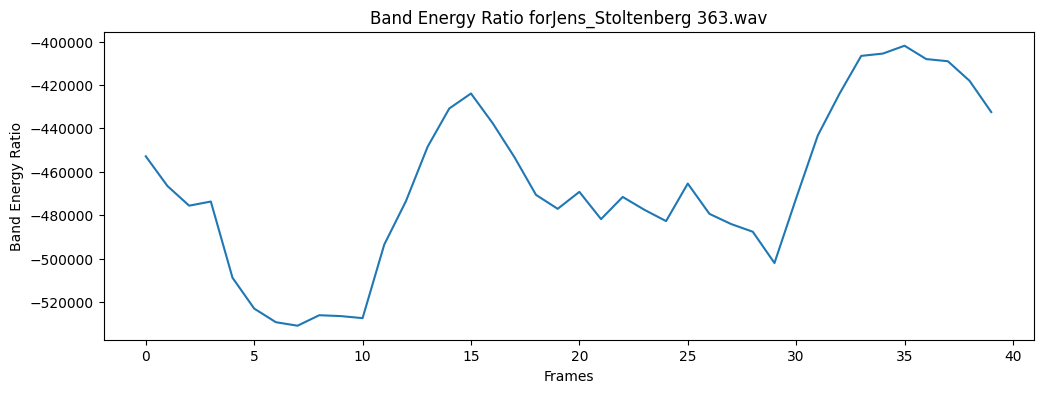 Band Energy Ratio forJens_Stoltenberg 363.wav
Band Energy Ratio
−400000
−420000
−440000
−460000
−480000
−500000
−520000
0 5 10 15 20 25 30 35 40
Frames